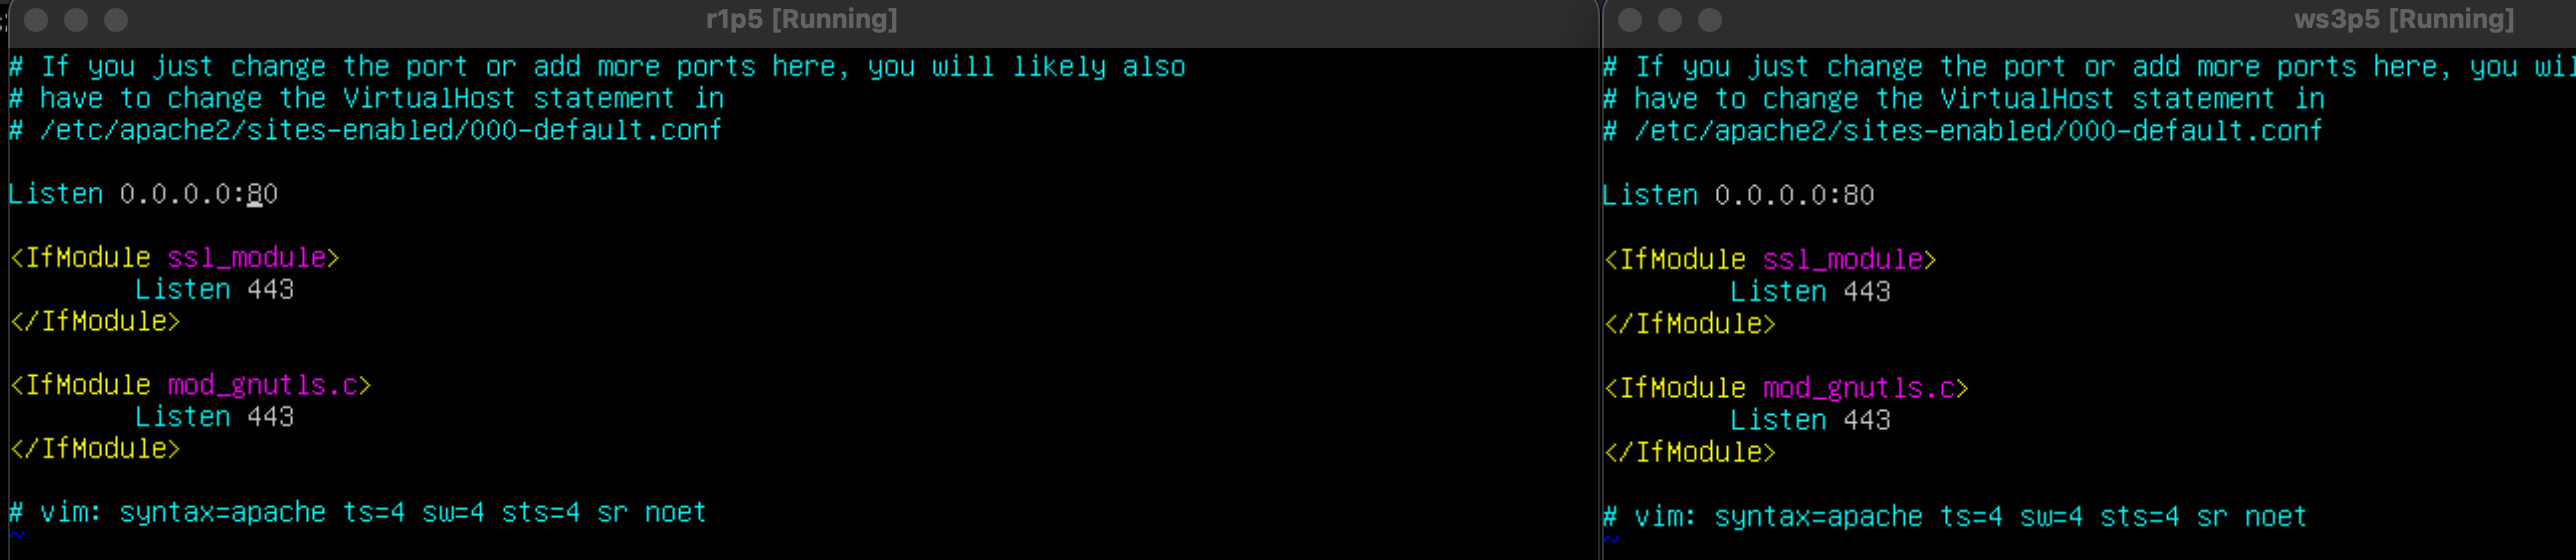 r1p5 [Running]
# If you just change the port or add more ports here, you will likely also
# have to change the VirtualHost statement in
# /etc/apache2/sites-enabled/000-default.conf
Listen 0.0.0.0:80
<IfModule ssl_module>
Listen 443
</IfModule>
<IfModule mod_gnutls.c>
Listen 443
</IfModule>
# vim: syntax=apache ts=4 sw=4 sts=4 sr noet
~
ws3p5 [Running]
# If you just change the port or add more ports here, you wil
# have to change the VirtualHost statement in
# /etc/apache2/sites-enabled/000-default.conf
Listen 0.0.0.0:80
<IfModule ssl_module>
Listen 443
</IfModule>
<IfModule mod_gnutls.c>
Listen 443
</IfModule>
# vim: syntax=apache ts=4 sw=4 sts=4 sr noet
~